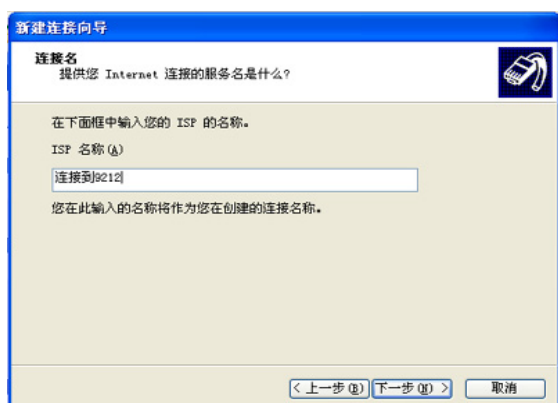 新建连接向导
连接名
提供您 Internet 连接的服务名是什么?
在下面框中输入您的 ISP 的名称。
ISP 名称(A)
连接到9212
您在此输入的名称将作为您在创建的连接名称。
< 上一步(B) 下一步(N) > 取消